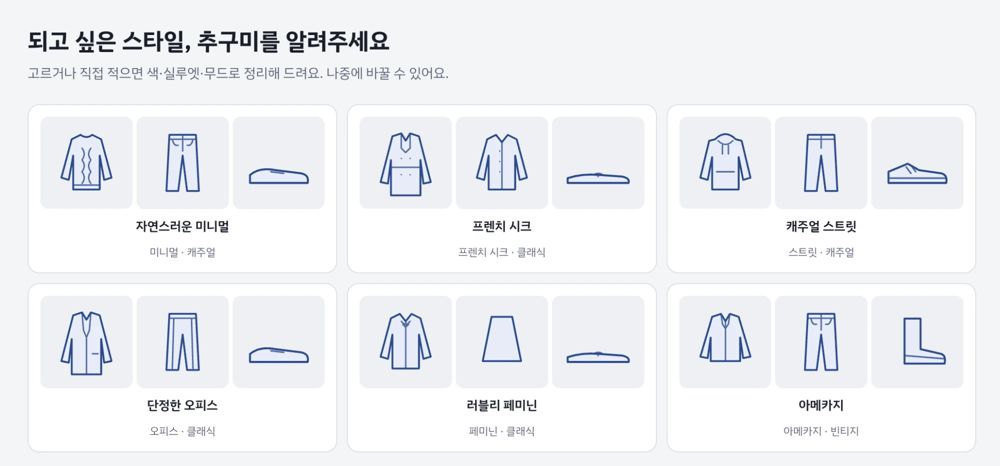 되고 싶은 스타일, 추구미를 알려주세요
고르거나 직접 적으면 색·실루엣·무드로 정리해 드려요. 나중에 바꿀 수 있어요.
자연스러운 미니멀
미니멀 · 캐주얼
프렌치 시크
프렌치 시크 · 클래식
캐주얼 스트릿
스트릿 · 캐주얼
단정한 오피스
오피스 · 클래식
러블리 페미닌
페미닌 · 클래식
아메카지
아메카지 · 빈티지